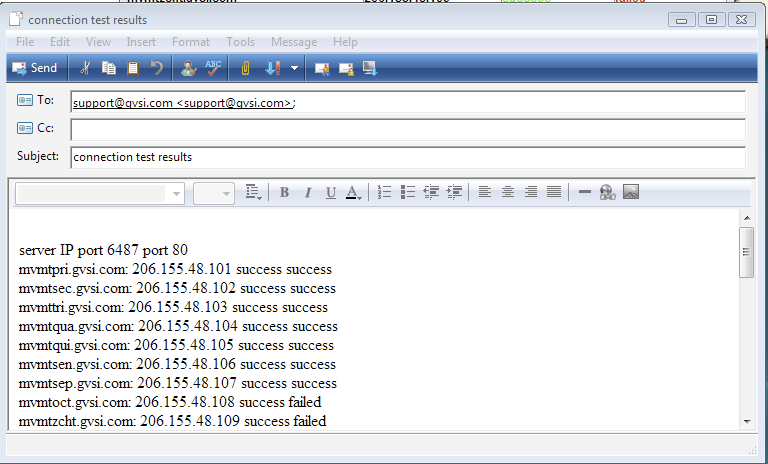 connection test results
File Edit View Insert Format Tools Message Help
Send ABC
To: support@gvsi.com <support@gvsi.com>;
Cc:
Subject: connection test results
B I U A
server IP port 6487 port 80
mvmtpri.gvsi.com: 206.155.48.101 success success
mvmtsec.gvsi.com: 206.155.48.102 success success
mvmttri.gvsi.com: 206.155.48.103 success success
mvmtqua.gvsi.com: 206.155.48.104 success success
mvmtqui.gvsi.com: 206.155.48.105 success success
mvmtsen.gvsi.com: 206.155.48.106 success success
mvmtsep.gvsi.com: 206.155.48.107 success success
mvmtoct.gvsi.com: 206.155.48.108 success failed
mvmtzcht.gvsi.com: 206.155.48.109 success failed